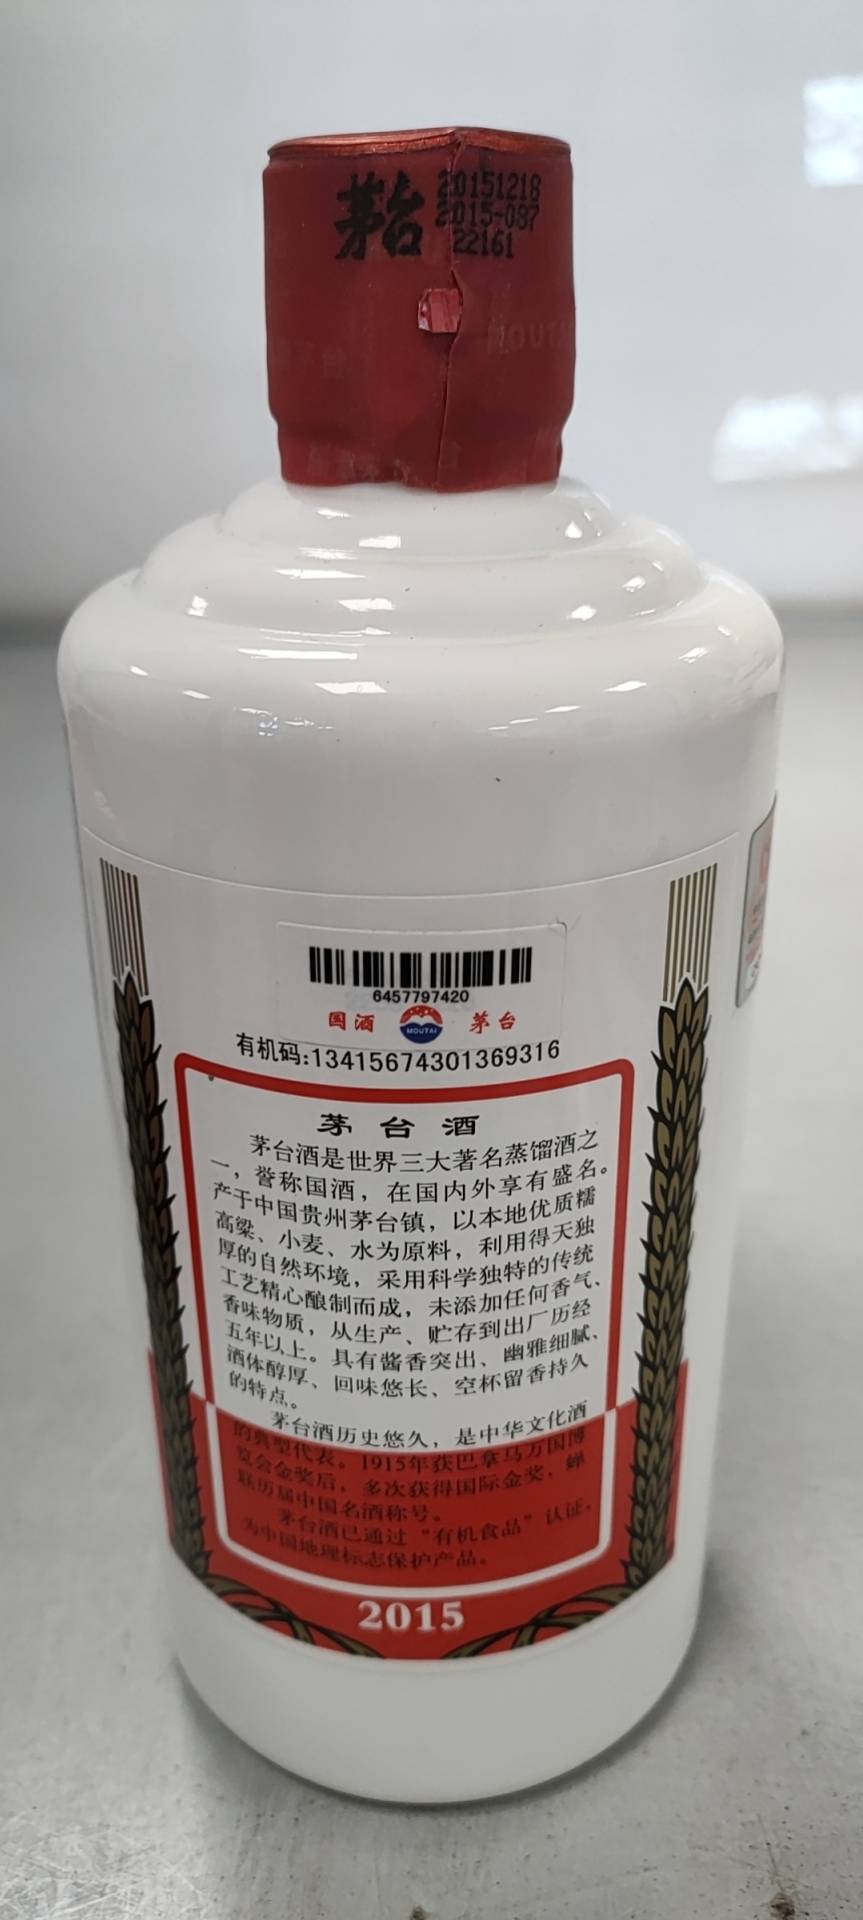 茅台 20151218
2015-087
22161
MOUTAI
6457797420
国酒 MOUTAI 茅台
有机码:13415674301369316
茅台酒
茅台酒是世界三大著名蒸馏酒之
一，誉称国酒，在国内外享有盛名。
产于中国贵州茅台镇，以本地优质糯
高粱、小麦、水为原料，利用得天独
厚的自然环境，采用科学独特的传统
工艺精心酿制而成，未添加任何香气、
香味物质，从生产、贮存到出厂历经
五年以上。具有酱香突出、幽雅细腻、
酒体醇厚、回味悠长、空杯留香持久
的特点。
茅台酒历史悠久，是中华文化酒
的典型代表。1915年获巴拿马万国博
览会金奖后，多次获得国际金奖，蝉
联历届中国名酒称号。
茅台酒已通过“有机食品”认证，
为中国地理标志保护产品。
2015